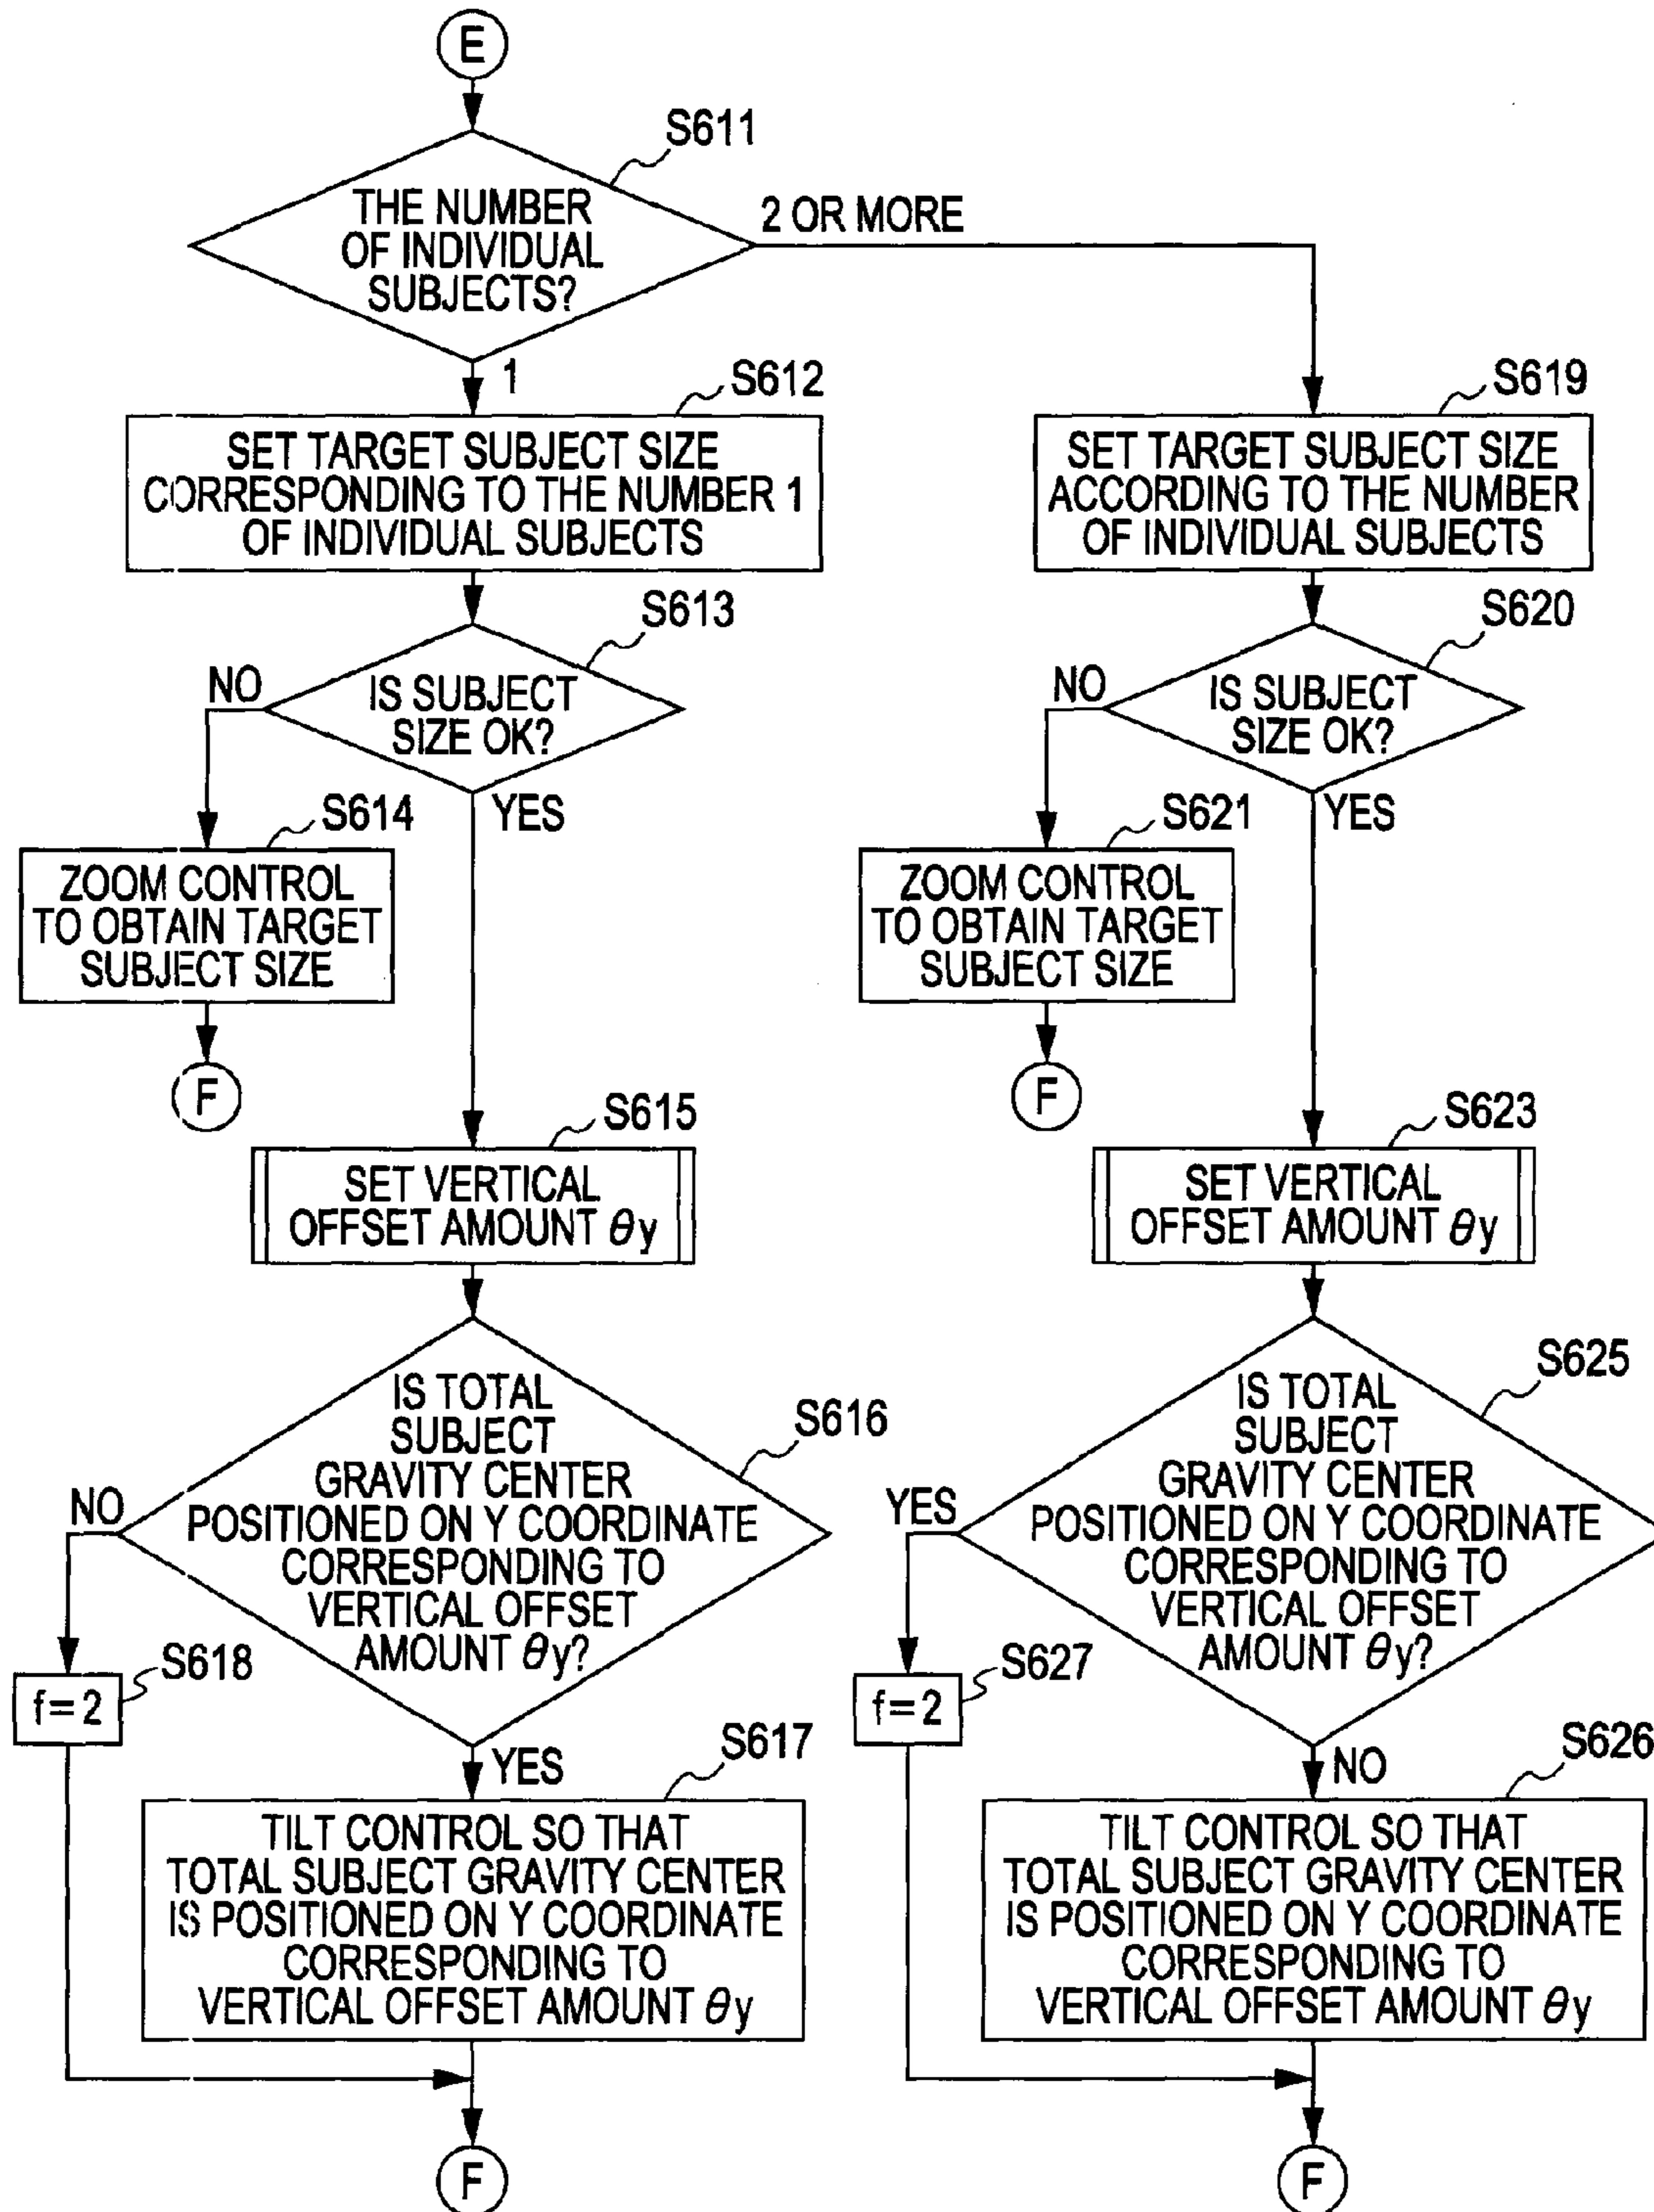 E
S611
THE NUMBER
OF INDIVIDUAL
SUBJECTS?
2 OR MORE
1
S612
SET TARGET SUBJECT SIZE
CORRESPONDING TO THE NUMBER 1
OF INDIVIDUAL SUBJECTS
S613
IS SUBJECT
SIZE OK?
NO
YES
S614
ZOOM CONTROL
TO OBTAIN TARGET
SUBJECT SIZE
F
S615
SET VERTICAL
OFFSET AMOUNT θy
S616
IS TOTAL
SUBJECT
GRAVITY CENTER
POSITIONED ON Y COORDINATE
CORRESPONDING TO
VERTICAL OFFSET
AMOUNT θy?
NO
S618
f=2
YES
S617
TILT CONTROL SO THAT
TOTAL SUBJECT GRAVITY CENTER
IS POSITIONED ON Y COORDINATE
CORRESPONDING TO
VERTICAL OFFSET AMOUNT θy
F
S619
SET TARGET SUBJECT SIZE
ACCORDING TO THE NUMBER
OF INDIVIDUAL SUBJECTS
S620
IS SUBJECT
SIZE OK?
NO
YES
S621
ZOOM CONTROL
TO OBTAIN TARGET
SUBJECT SIZE
F
S623
SET VERTICAL
OFFSET AMOUNT θy
S625
IS TOTAL
SUBJECT
GRAVITY CENTER
POSITIONED ON Y COORDINATE
CORRESPONDING TO
VERTICAL OFFSET
AMOUNT θy?
YES
S627
f=2
NO
S626
TILT CONTROL SO THAT
TOTAL SUBJECT GRAVITY CENTER
IS POSITIONED ON Y COORDINATE
CORRESPONDING TO
VERTICAL OFFSET AMOUNT θy
F